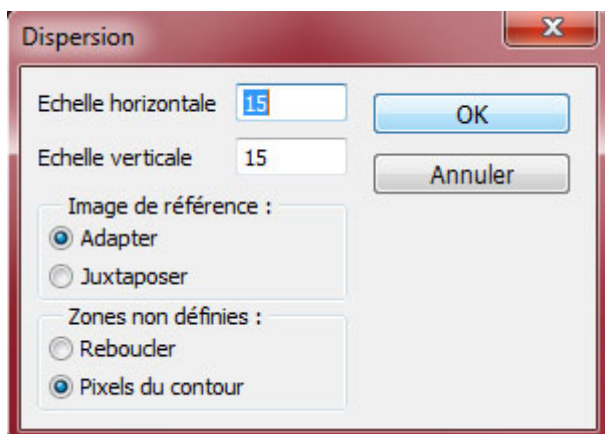 Dispersion
Echelle horizontale 15
OK
Echelle verticale 15
Annuler
Image de référence :
Adapter
Juxtaposer
Zones non définies :
Reboucler
Pixels du contour